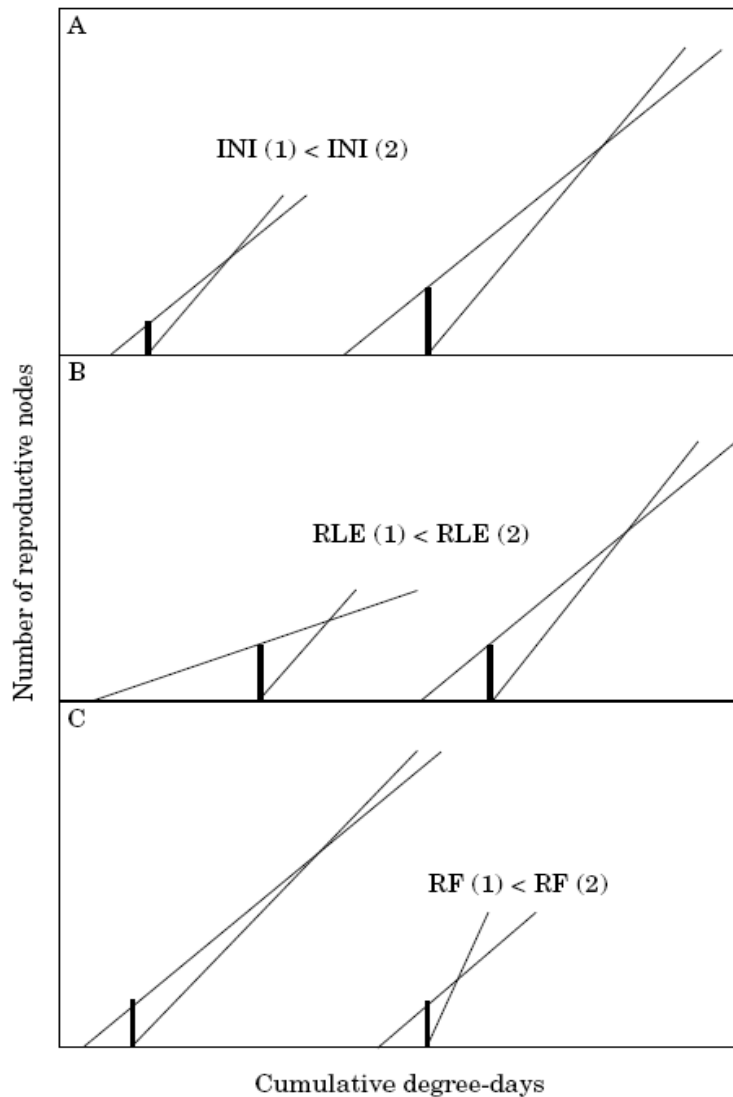 A
INI (1) < INI (2)
B
RLE (1) < RLE (2)
C
RF (1) < RF (2)
Number of reproductive nodes
Cumulative degree-days